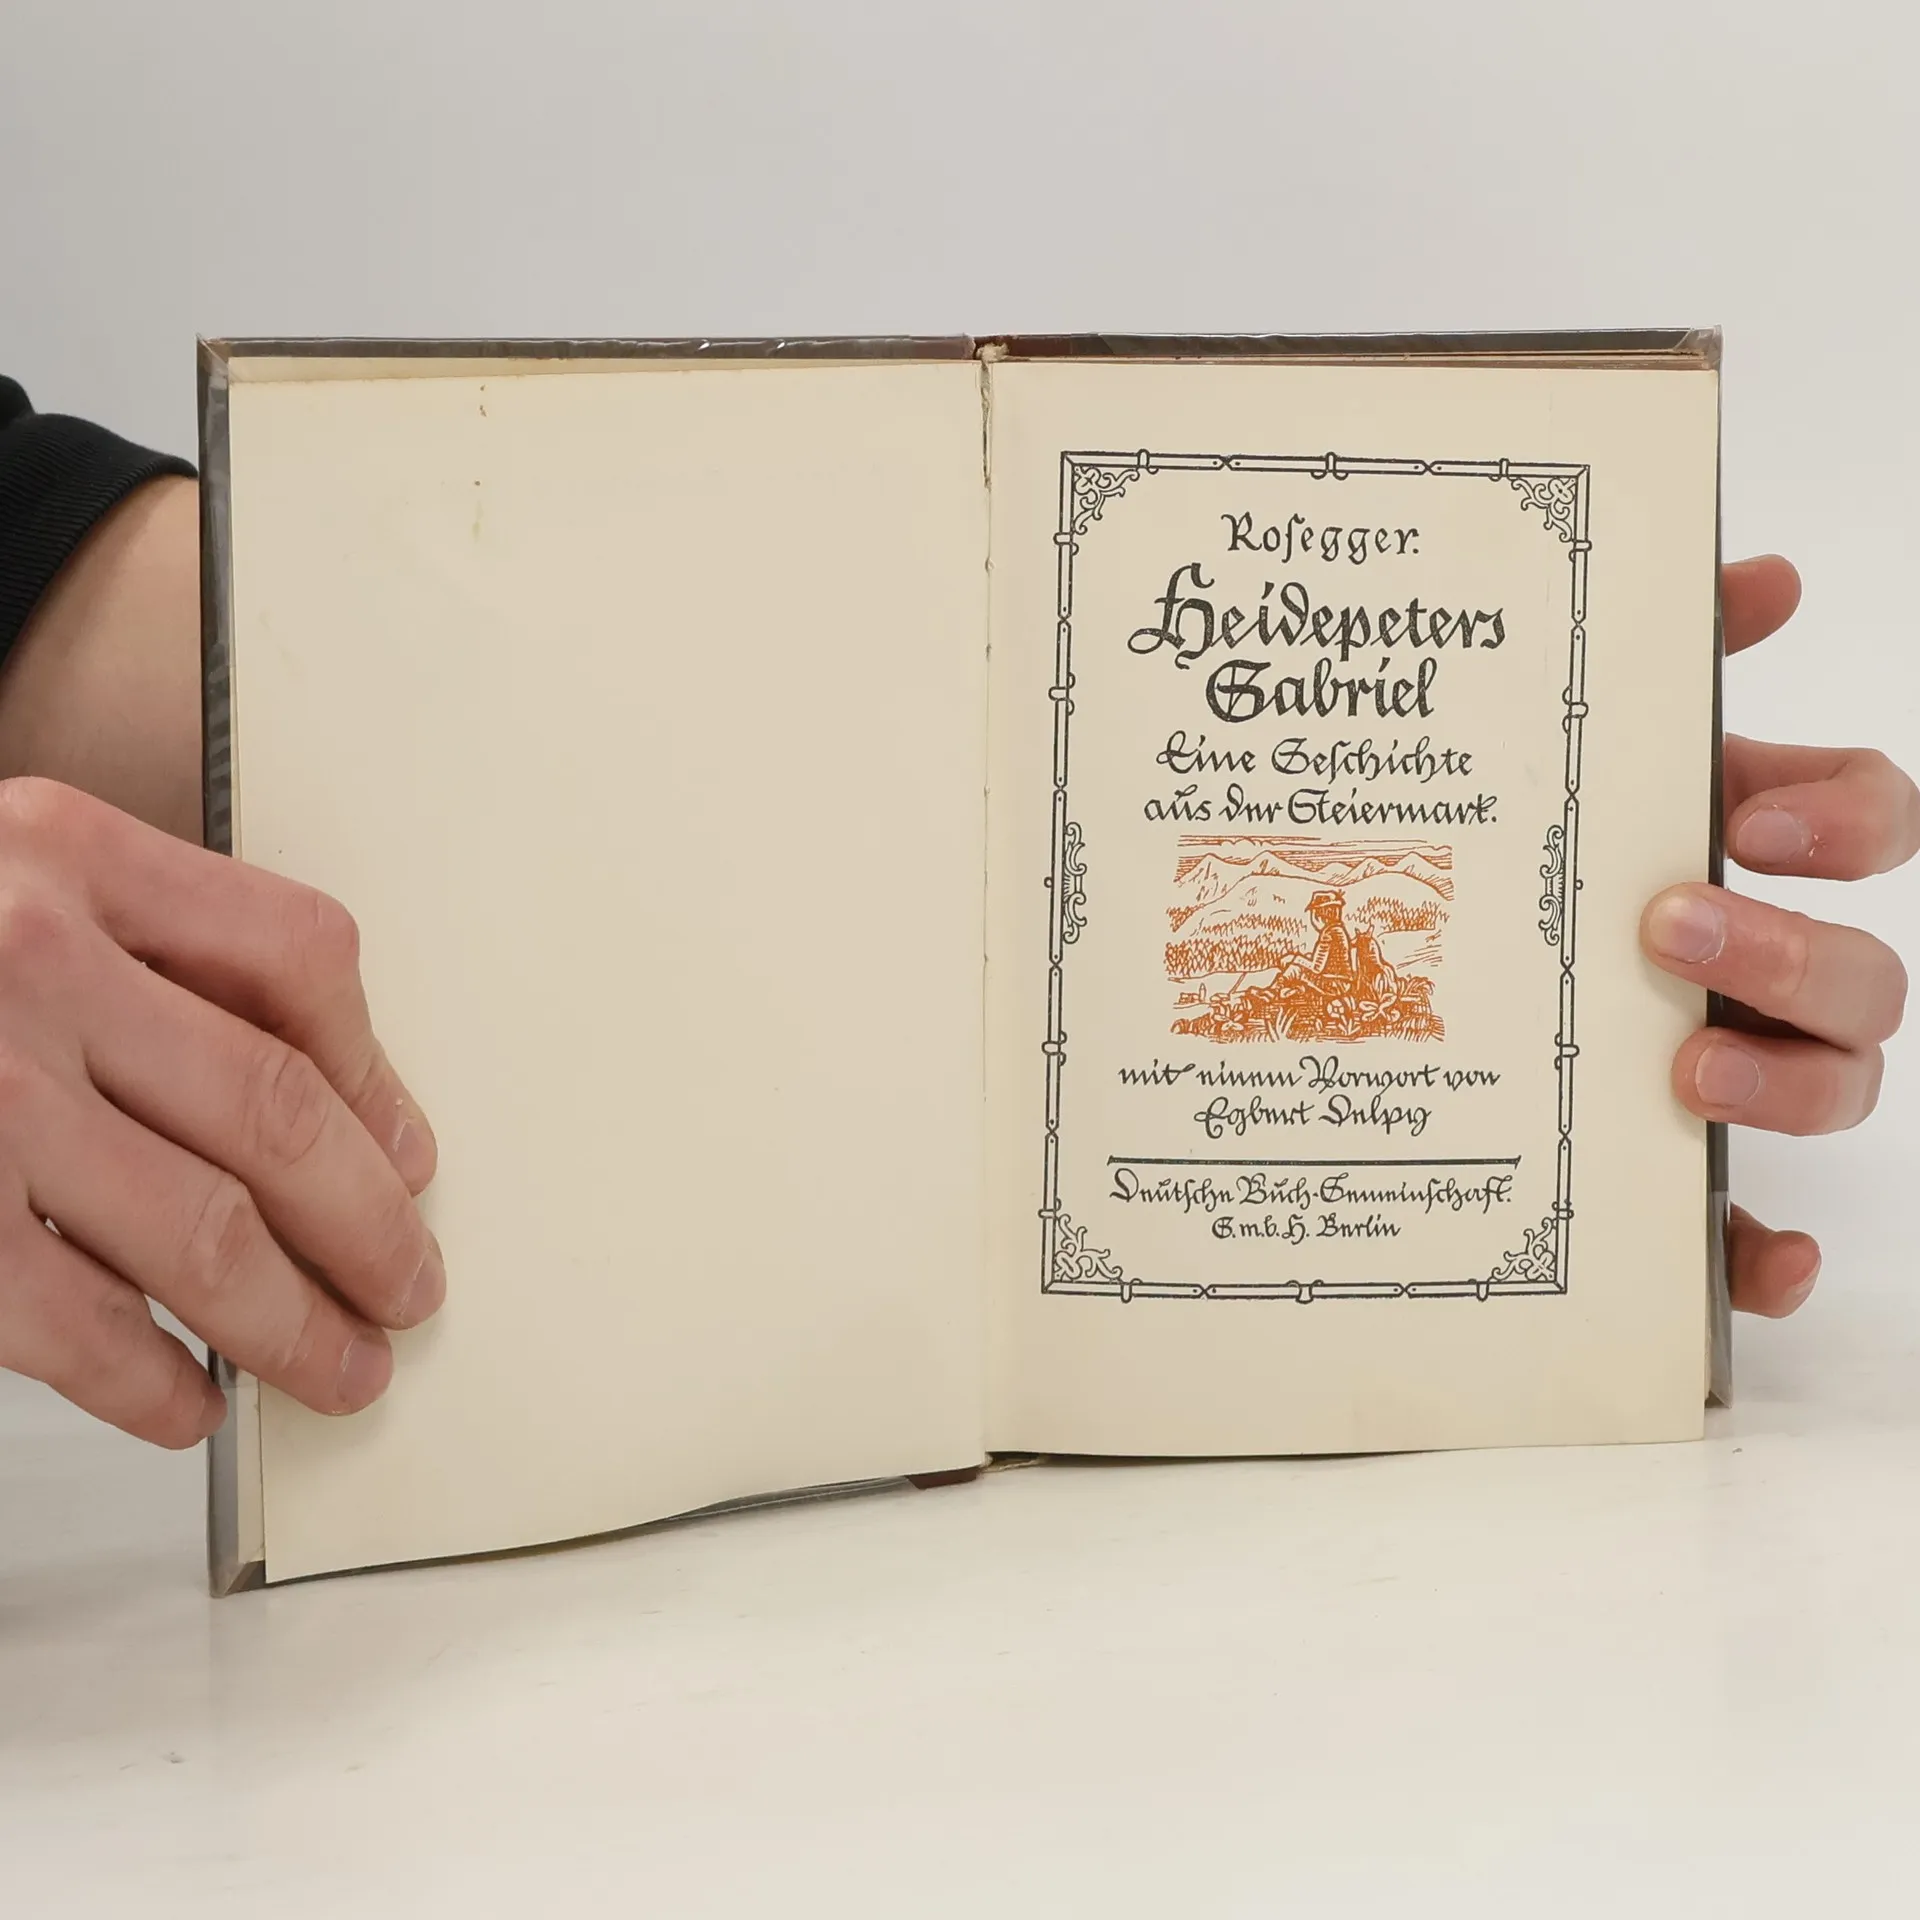 Rosegger.
Heidepeters
Gabriel
Eine Geschichte
aus der Steiermark.
mit einem Vorwort von
Egbert Delpy
Deutsche Buch-Gemeinschaft.
G.m.b.H. Berlin